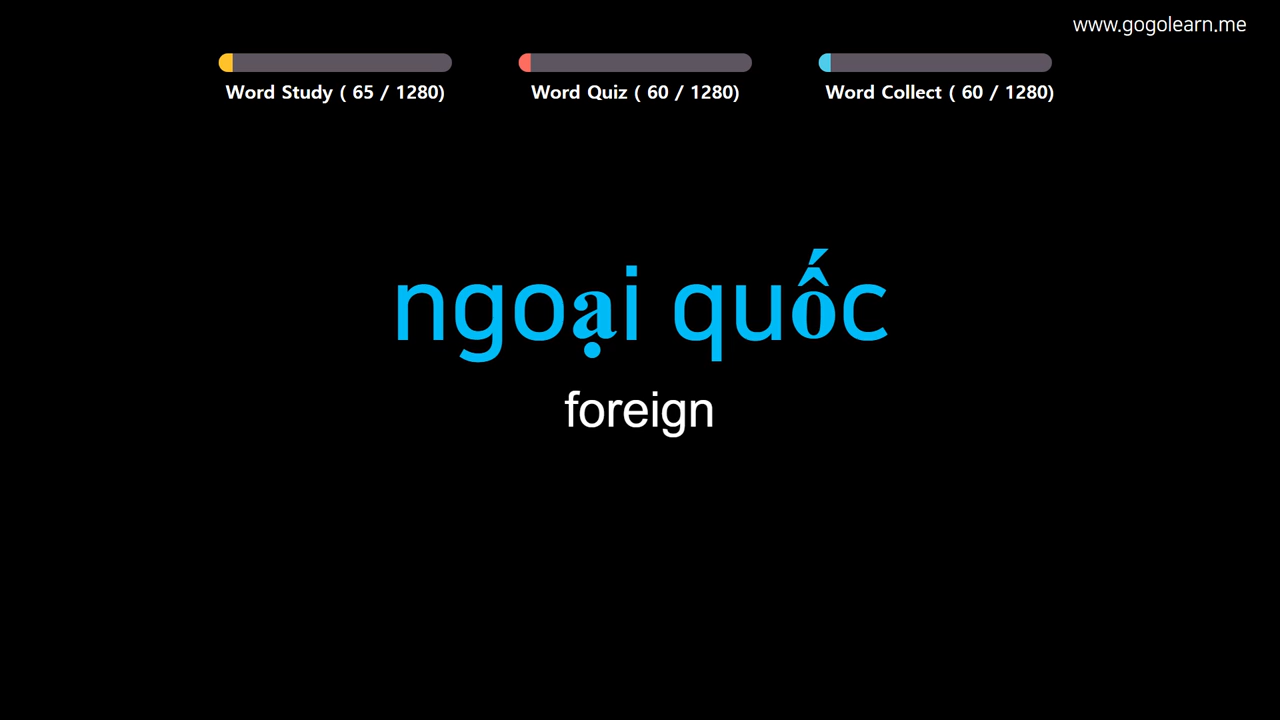 www.gogolearn.me
Word Study ( 65 / 1280)
Word Quiz ( 60 / 1280)
Word Collect ( 60 / 1280)
ngoại quốc
foreign